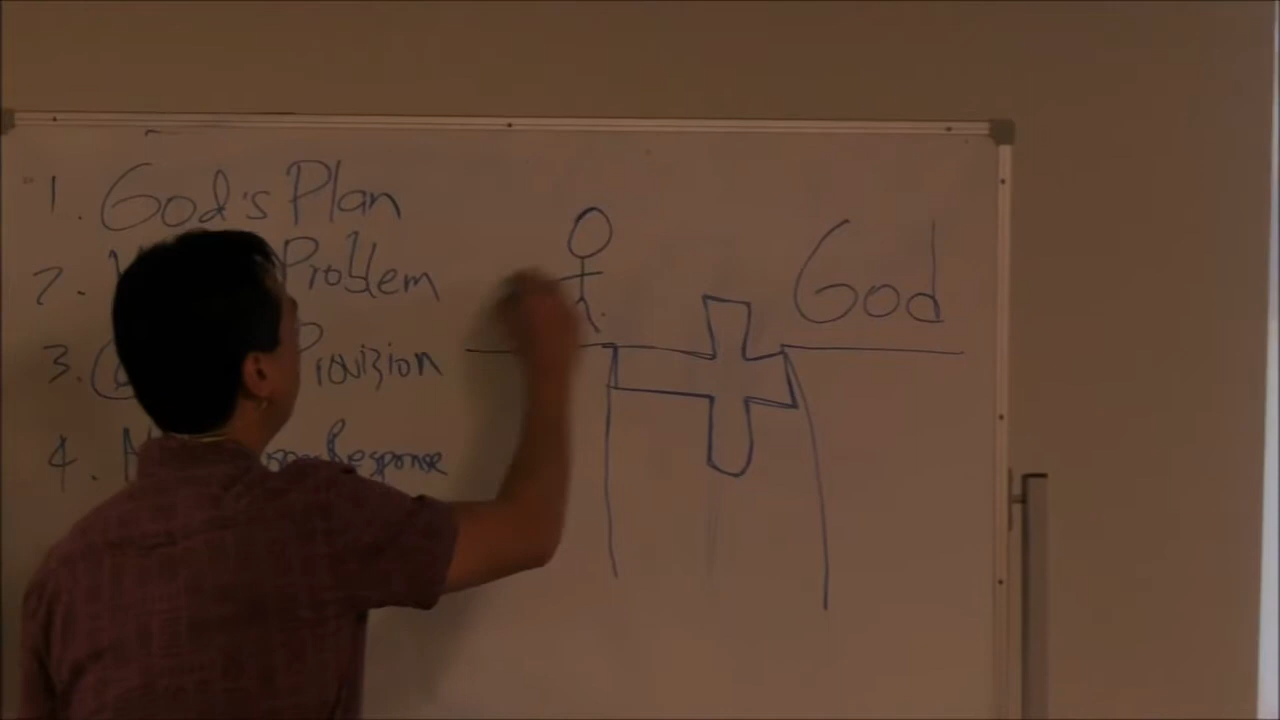 1. God's Plan
God
2. Problem
3. Provision
4. Response